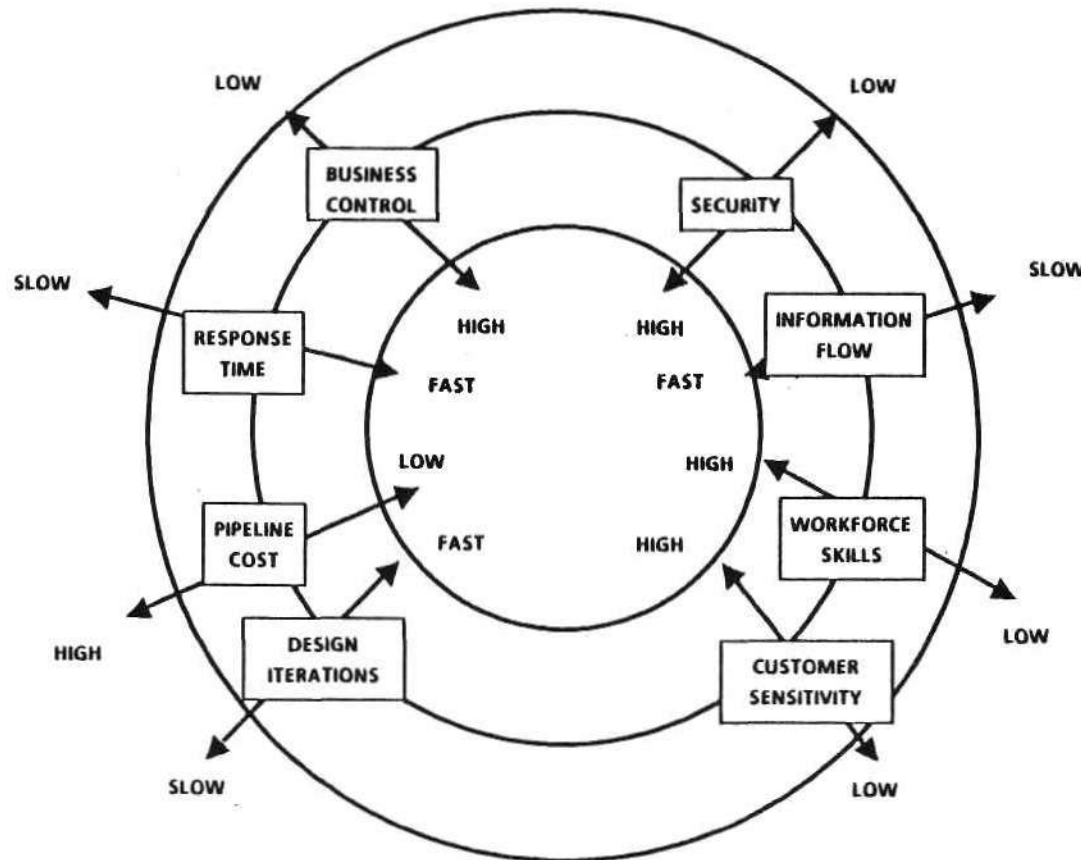 LOW
LOW
BUSINESS
CONTROL
SECURITY
SLOW
SLOW
HIGH
HIGH
RESPONSE
TIME
INFORMATION
FLOW
FAST
FAST
LOW
HIGH
PIPELINE
COST
WORKFORCE
SKILLS
FAST
HIGH
HIGH
LOW
DESIGN
ITERATIONS
CUSTOMER
SENSITIVITY
SLOW
LOW